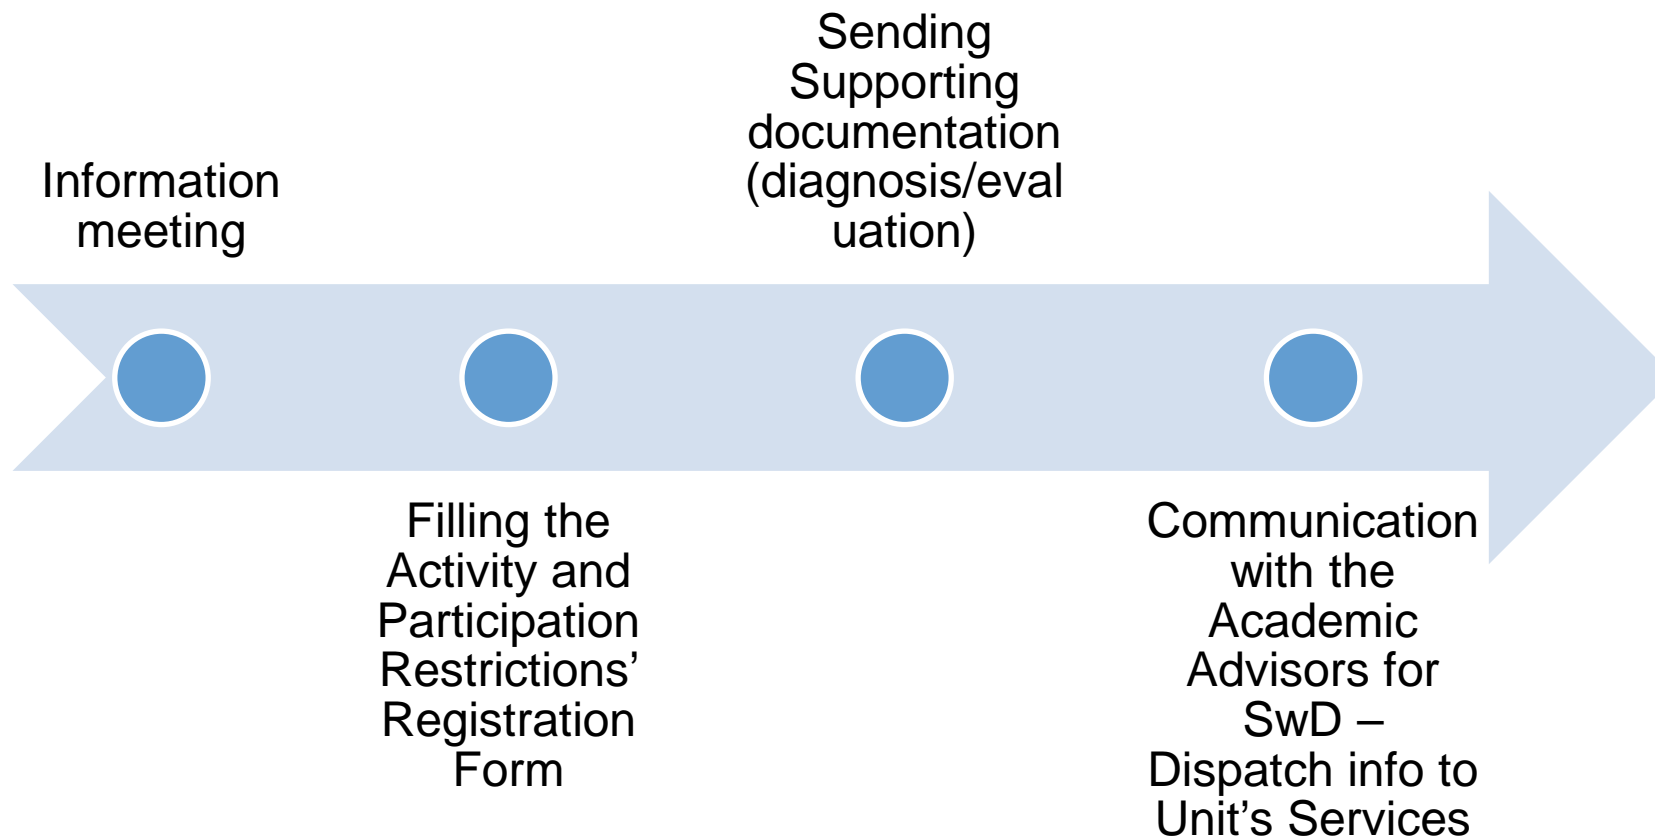 Information
meeting
Filling the
Activity and
Participation
Restrictions’
Registration
Form
Sending
Supporting
documentation
(diagnosis/eval
uation)
Communication
with the
Academic
Advisors for
SwD –
Dispatch info to
Unit’s Services